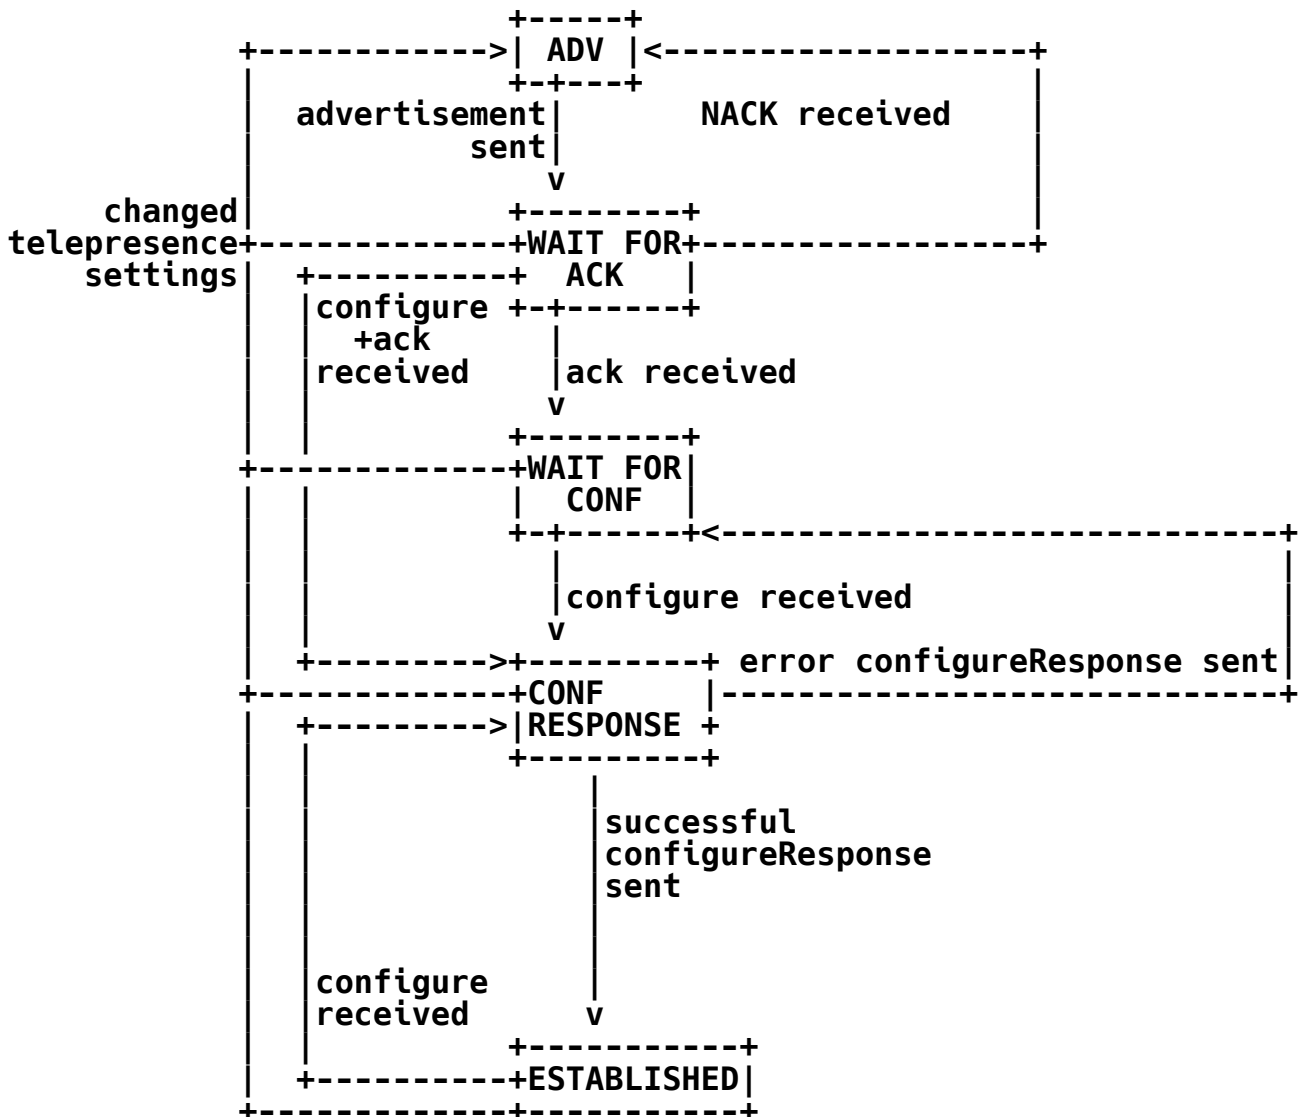 ADV
advertisement
sent
NACK received
changed
telepresence
settings
WAIT FOR
ACK
configure
+ack
received
ack received
WAIT FOR
CONF
configure received
error configureResponse sent
CONF
RESPONSE
successful
configureResponse
sent
configure
received
ESTABLISHED